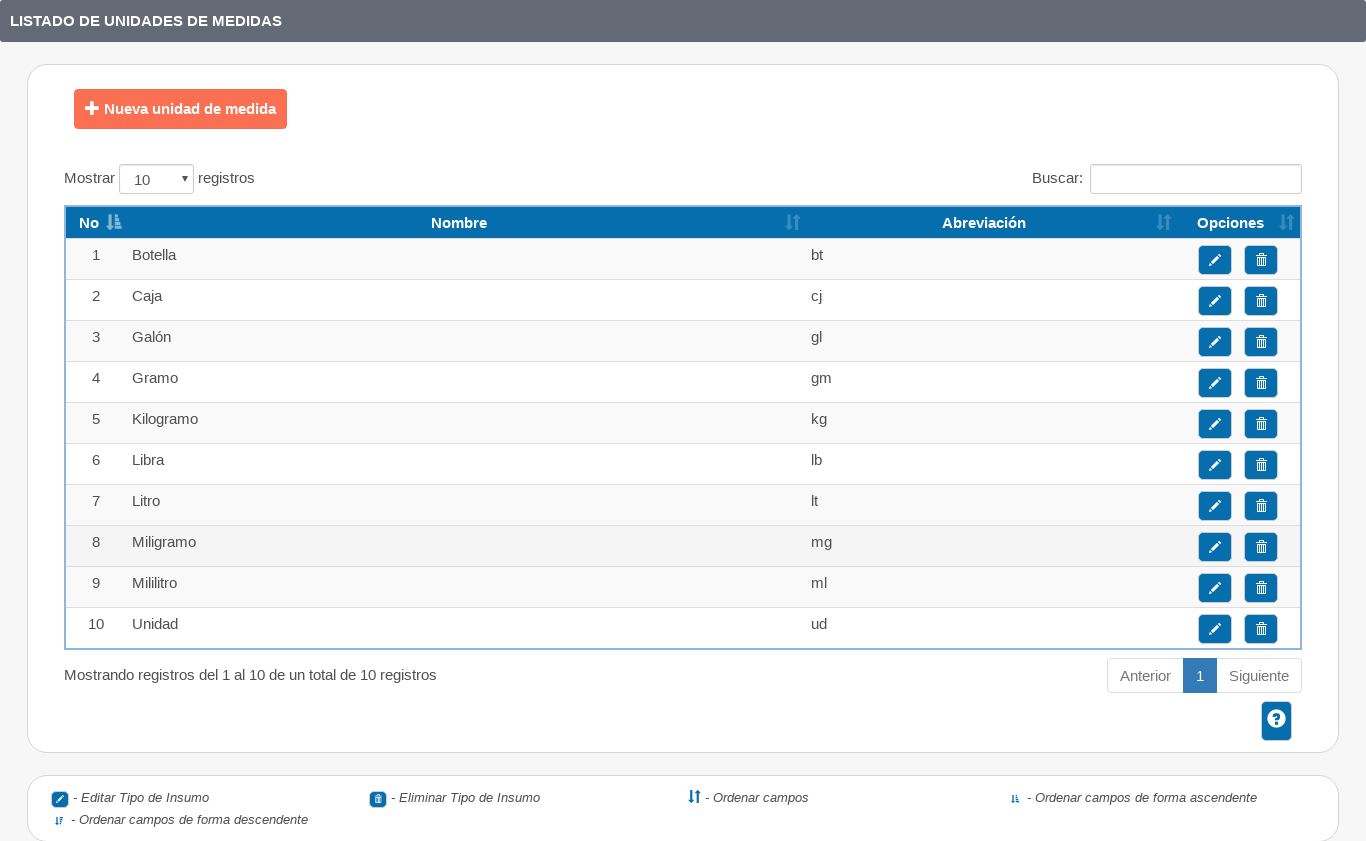 LISTADO DE UNIDADES DE MEDIDAS
Nueva unidad de medida
Mostrar 10 registros Buscar:
No Nombre Abreviación Opciones
1 Botella bt
2 Caja cj
3 Galón gl
4 Gramo gm
5 Kilogramo kg
6 Libra lb
7 Litro lt
8 Miligramo mg
9 Mililitro ml
10 Unidad ud
Mostrando registros del 1 al 10 de un total de 10 registros Anterior 1 Siguiente
?
- Editar Tipo de Insumo - Eliminar Tipo de Insumo - Ordenar campos - Ordenar campos de forma ascendente
- Ordenar campos de forma descendente